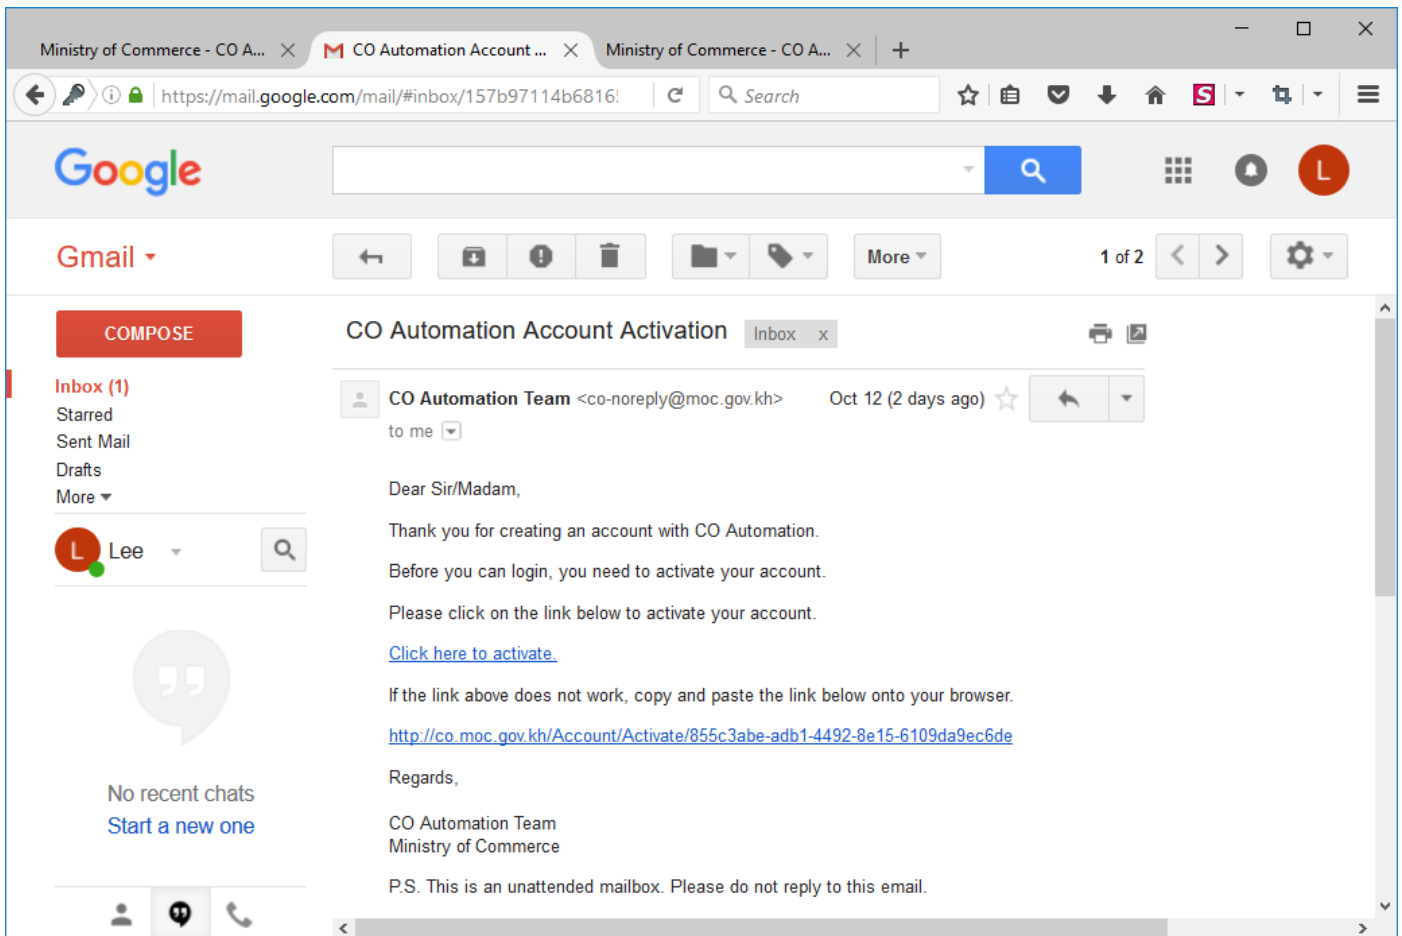 Ministry of Commerce - CO A...
CO Automation Account ...
Ministry of Commerce - CO A...
https://mail.google.com/mail/#inbox/157b97114b6816
Search
S
Google
L
Gmail
More
1 of 2
COMPOSE
CO Automation Account Activation
Inbox x
Inbox (1)
Starred
Sent Mail
Drafts
More
CO Automation Team <co-noreply@moc.gov.kh>
Oct 12 (2 days ago)
to me
L
Lee
Dear Sir/Madam,
Thank you for creating an account with CO Automation.
Before you can login, you need to activate your account.
Please click on the link below to activate your account.
Click here to activate.
If the link above does not work, copy and paste the link below onto your browser.
http://co.moc.gov.kh/Account/Activate/855c3abe-adb1-4492-8e15-6109da9ec6de
Regards,
CO Automation Team
Ministry of Commerce
P.S. This is an unattended mailbox. Please do not reply to this email.
No recent chats
Start a new one